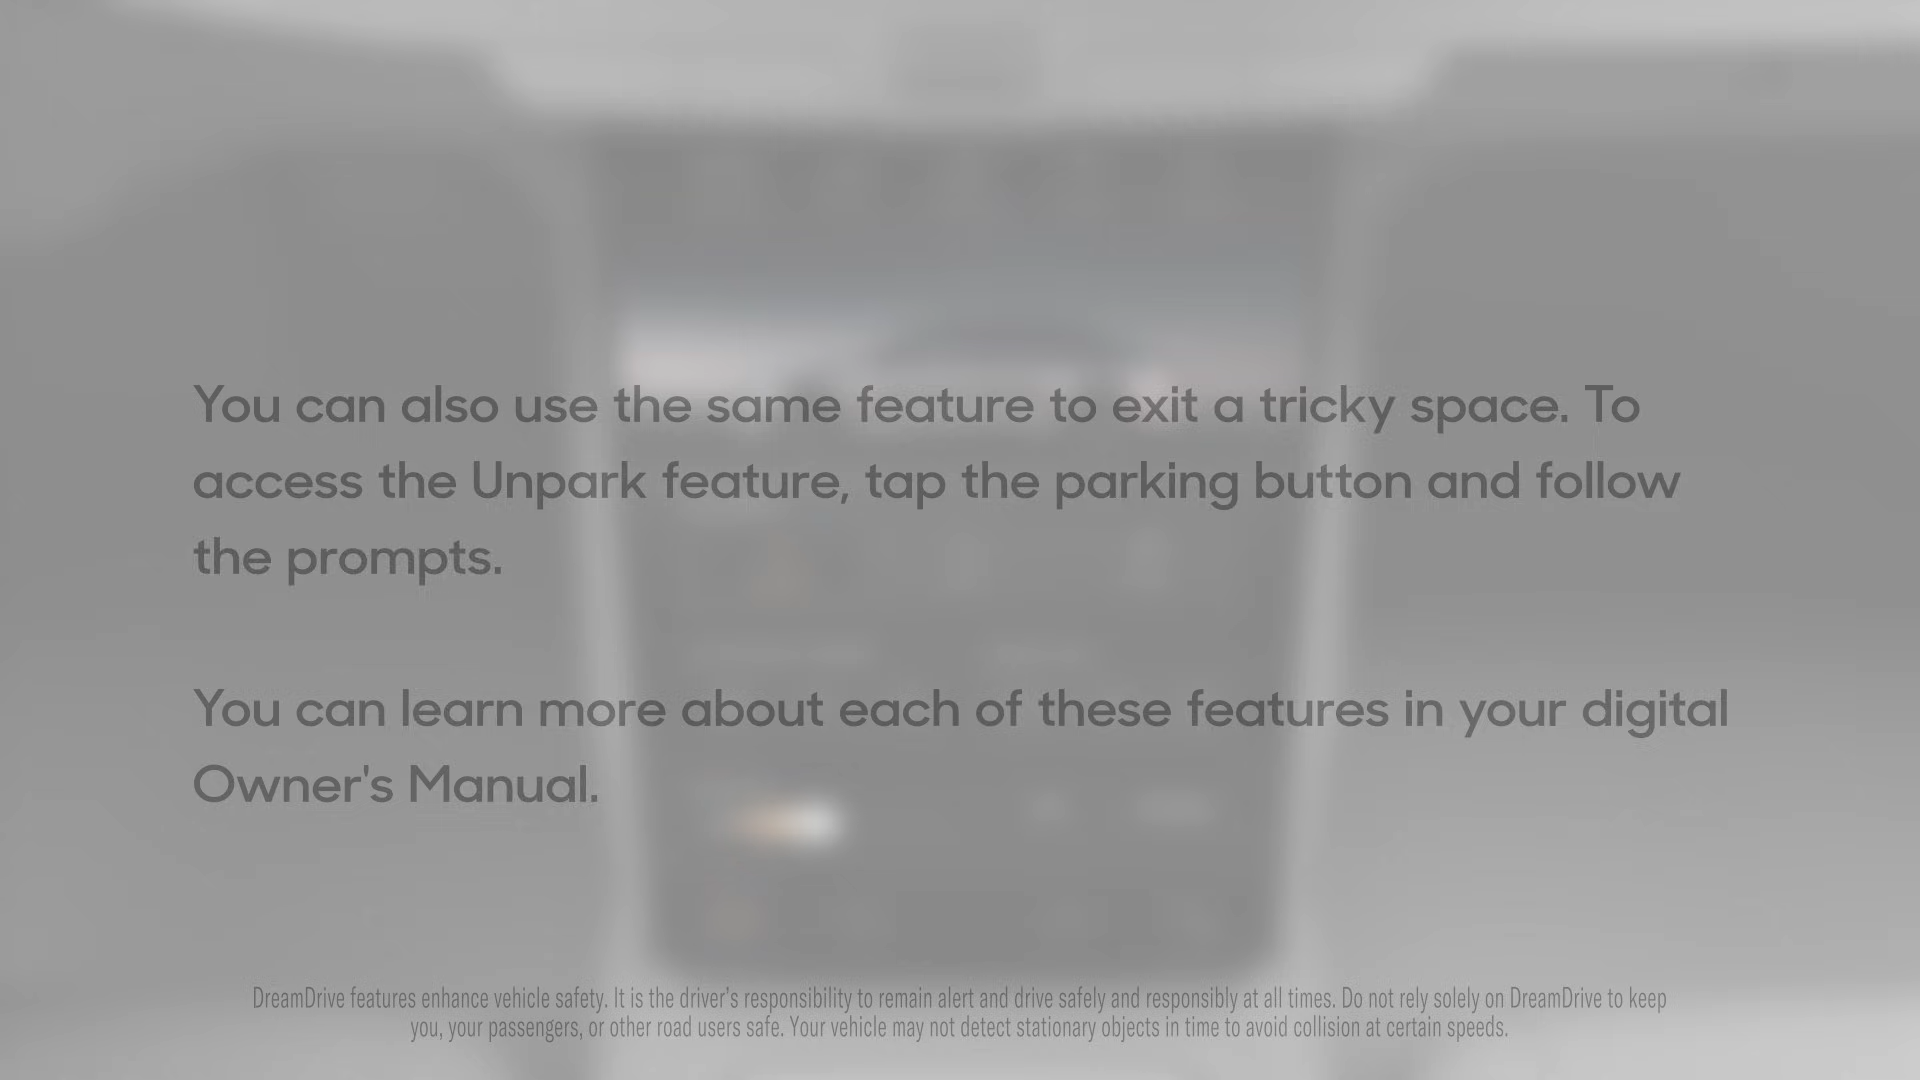 You can also use the same feature to exit a tricky space. To
access the Unpark feature, tap the parking button and follow
the prompts.
You can learn more about each of these features in your digital
Owner's Manual.
DreamDrive features enhance vehicle safety. It is the driver's responsibility to remain alert and drive safely and responsibly at all times. Do not rely solely on DreamDrive to keep
you, your passengers, or other road users safe. Your vehicle may not detect stationary objects in time to avoid collision at certain speeds.